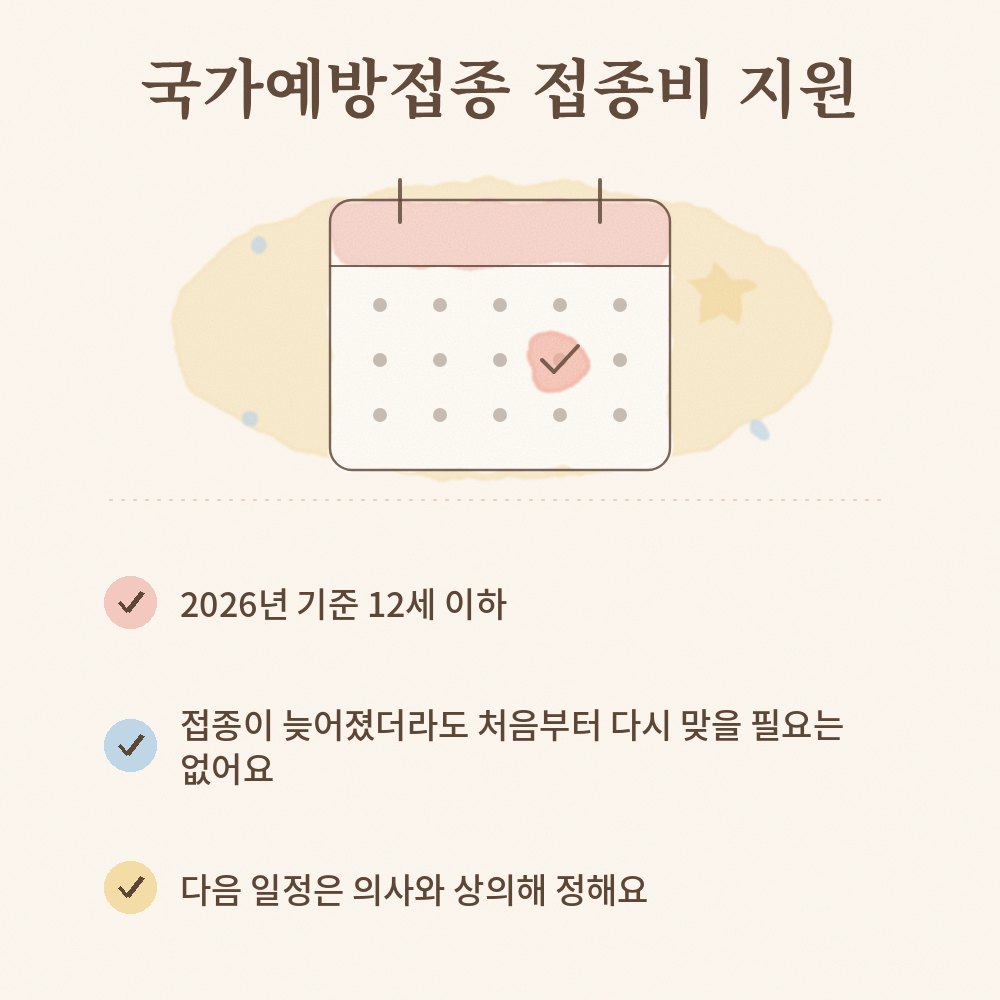 국가예방접종 접종비 지원
2026년 기준 12세 이하
접종이 늦어졌더라도 처음부터 다시 맞을 필요는
없어요
다음 일정은 의사와 상의해 정해요